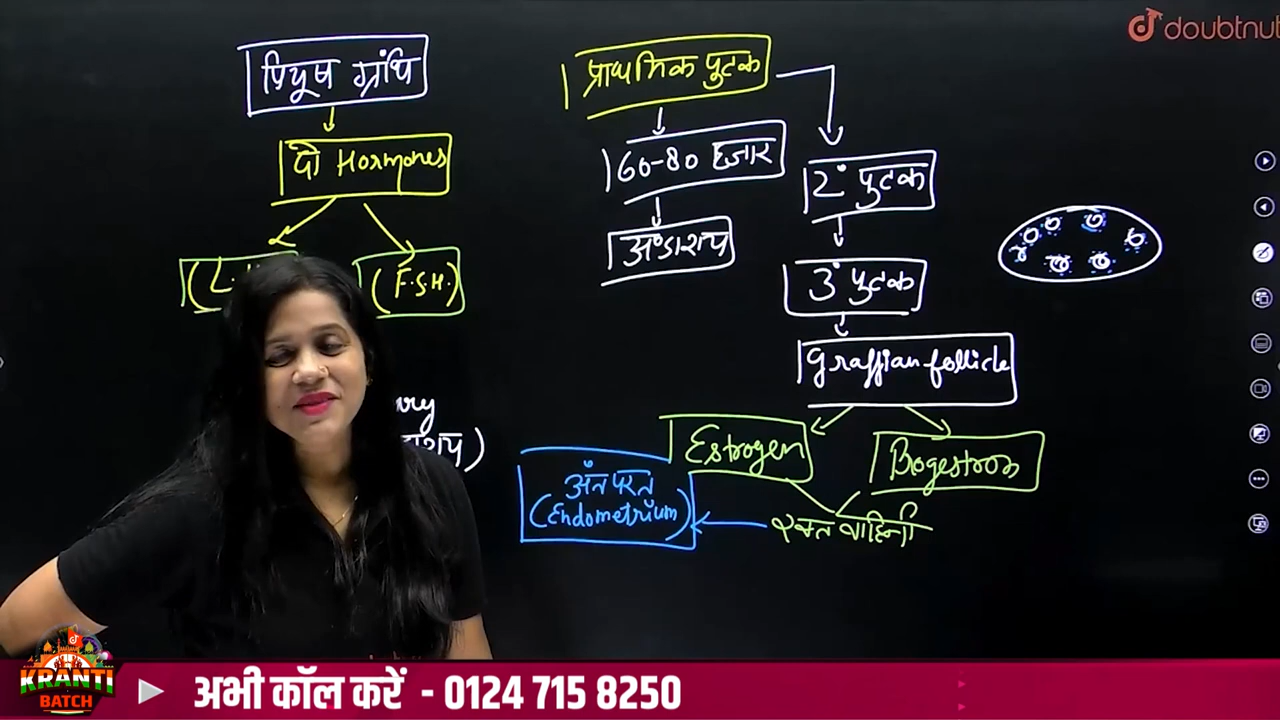 doubtnut
पियूष ग्रंथि
दो Hormones
(L.
(F.S.H.)
प्राथमिक पुटक
60-80 हजार
अंडाशय
2° पुटक
3° पुटक
Graffian follicle
Estrogen
Progestron
रक्त वाहिनी
अंत परत
(Endometrium)
KRANTI
BATCH
अभी कॉल करें - 0124 715 8250